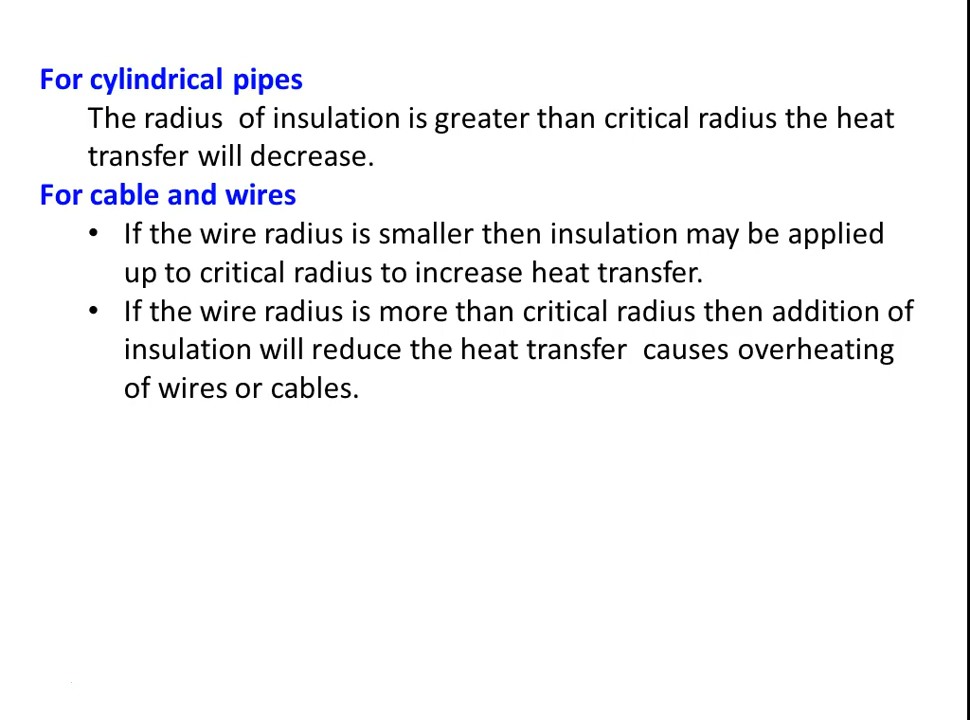 For cylindrical pipes
The radius of insulation is greater than critical radius the heat
transfer will decrease.
For cable and wires
• If the wire radius is smaller then insulation may be applied
up to critical radius to increase heat transfer.
• If the wire radius is more than critical radius then addition of
insulation will reduce the heat transfer causes overheating
of wires or cables.